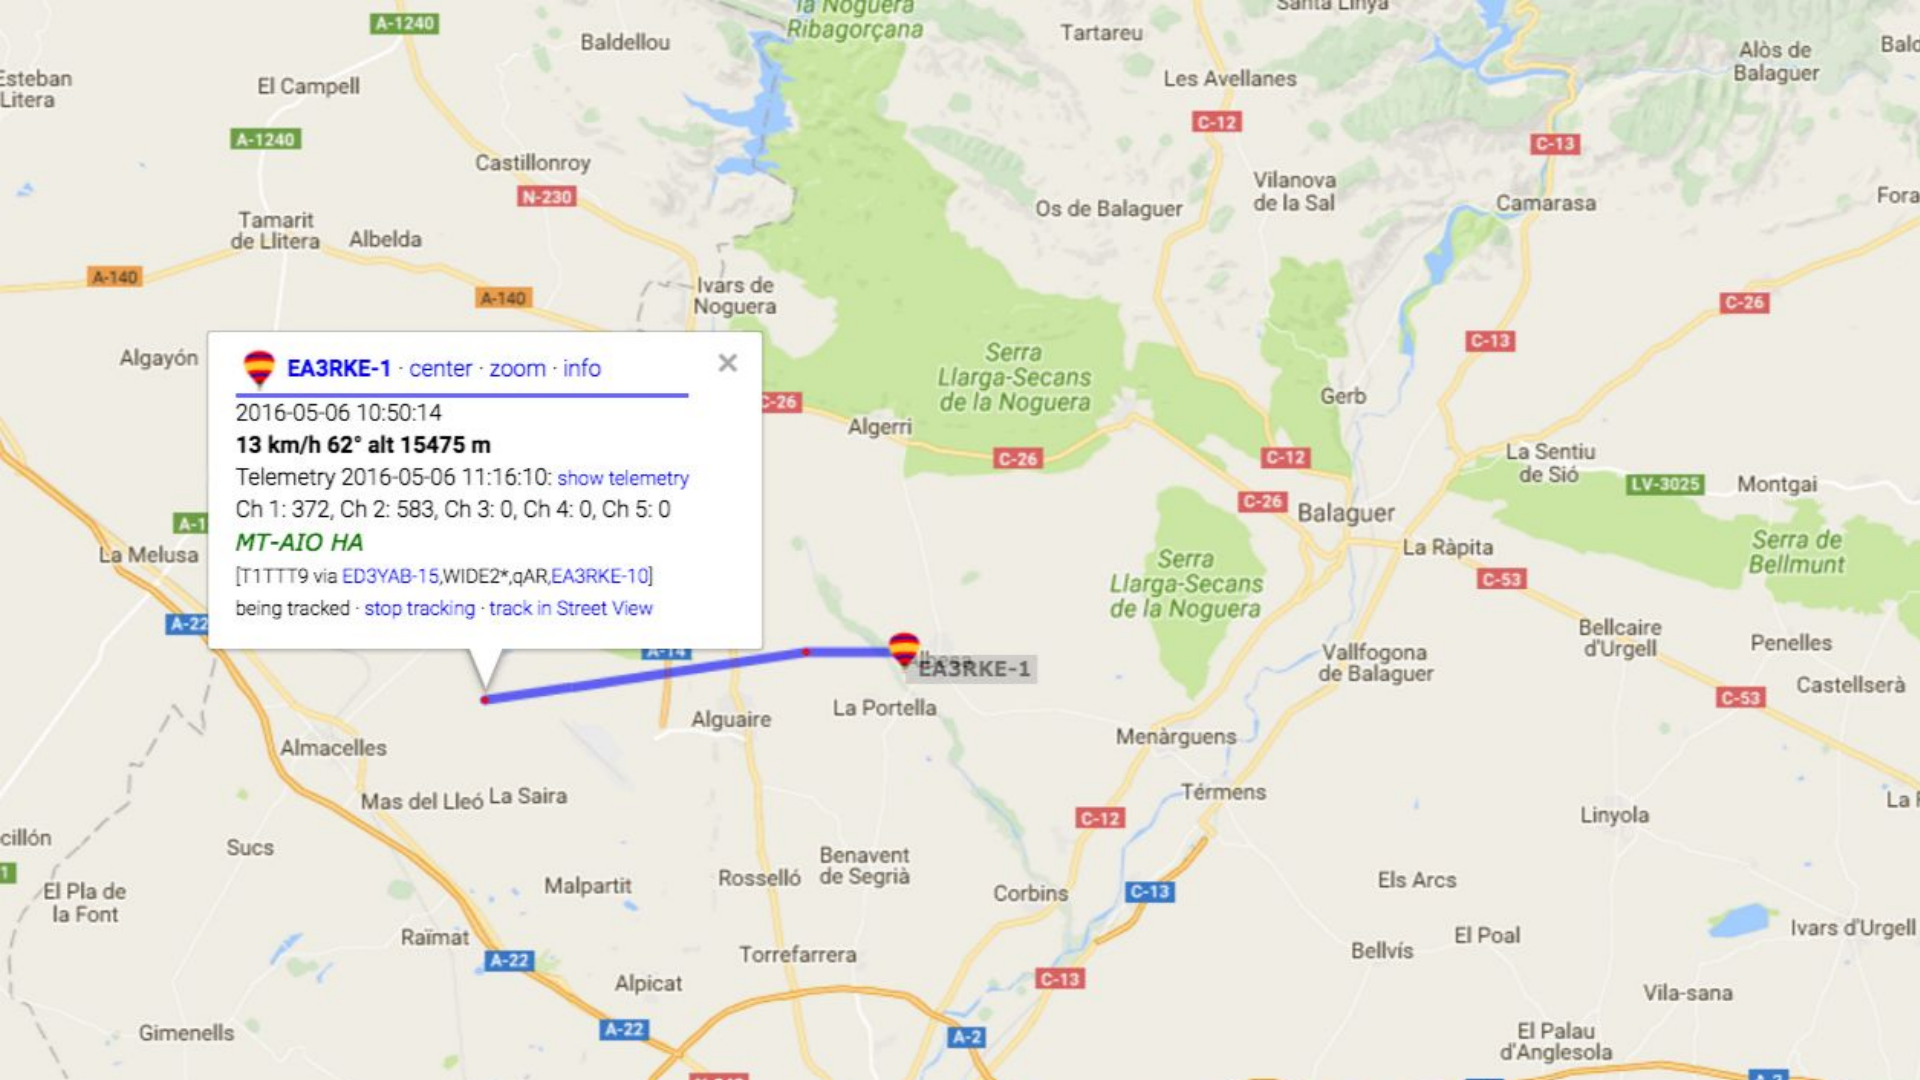 la Noguera
Ribagorçana
Santa Linya
A-1240
Baldellou
Tartareu
Alòs de
Balaguer
Esteban
Litera
El Campell
Les Avellanes
C-12
A-1240
C-13
Castillonroy
N-230
Vilanova
de la Sal
Camarasa
Os de Balaguer
Tamarit
de Llitera
Albelda
A-140
A-140
Ivars de
Noguera
C-26
C-13
Algayón
Serra
Llarga-Secans
de la Noguera
EA3RKE-1 · center · zoom · info
×
2016-05-06 10:50:14
13 km/h 62° alt 15475 m
Telemetry 2016-05-06 11:16:10: show telemetry
Ch 1: 372, Ch 2: 583, Ch 3: 0, Ch 4: 0, Ch 5: 0
MT-AIO HA
[T1TTT9 via ED3YAB-15,WIDE2*,qAR,EA3RKE-10]
being tracked · stop tracking · track in Street View
C-26
Gerb
Algerri
C-26
C-12
La Sentiu
de Sió
LV-3025
Montgai
C-26
Balaguer
La Melusa
La Ràpita
Serra de
Bellmunt
Serra
Llarga-Secans
de la Noguera
C-53
A-22
A-14
EA3RKE-1
Vallfogona
de Balaguer
Bellcaire
d'Urgell
Penelles
Castellserà
C-53
La Portella
Alguaire
Almacelles
Menàrguens
Mas del Lleó
La Saira
Térmens
C-12
Linyola
Sucs
El Pla de
la Font
Malpartit
Rosselló
Benavent
de Segrià
Corbins
C-13
Els Arcs
Raïmat
A-22
Torrefarrera
Bellvís
El Poal
Ivars d'Urgell
Alpicat
C-13
Vila-sana
Gimenells
A-22
A-2
El Palau
d'Anglesola